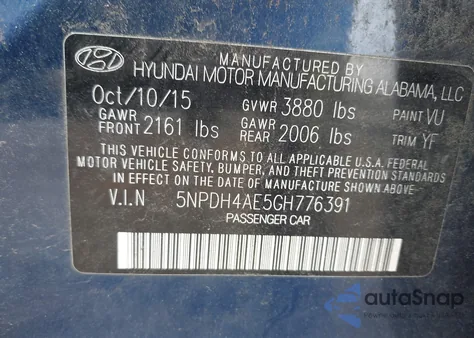 MANUFACTURED BY
HYUNDAI MOTOR MANUFACTURING ALABAMA, LLC
Oct/10/15 GVWR 3880 lbs PAINT VU
GAWR FRONT 2161 lbs GAWR REAR 2006 lbs TRIM YF
THIS VEHICLE CONFORMS TO ALL APPLICABLE U.S.A. FEDERAL
MOTOR VEHICLE SAFETY, BUMPER, AND THEFT PREVENTION STANDARDS
IN EFFECT ON THE DATE OF MANUFACTURE SHOWN ABOVE.
V.I.N 5NPDH4AE5GH776391
PASSENGER CAR
autoSnap